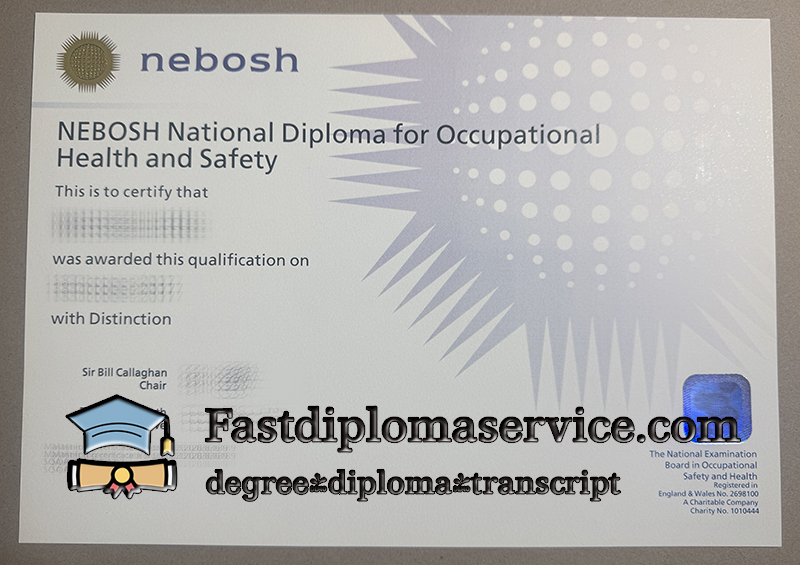 nebosh
NEBOSH National Diploma for Occupational
Health and Safety
This is to certify that
was awarded this qualification on
with Distinction
Sir Bill Callaghan
Chair
Fastdiplomaservice.com
degree*diploma*transcript
The National Examination
Board in Occupational
Safety and Health
Registered in
England & Wales No. 2698100
A Charitable Company
Charity No. 1010444